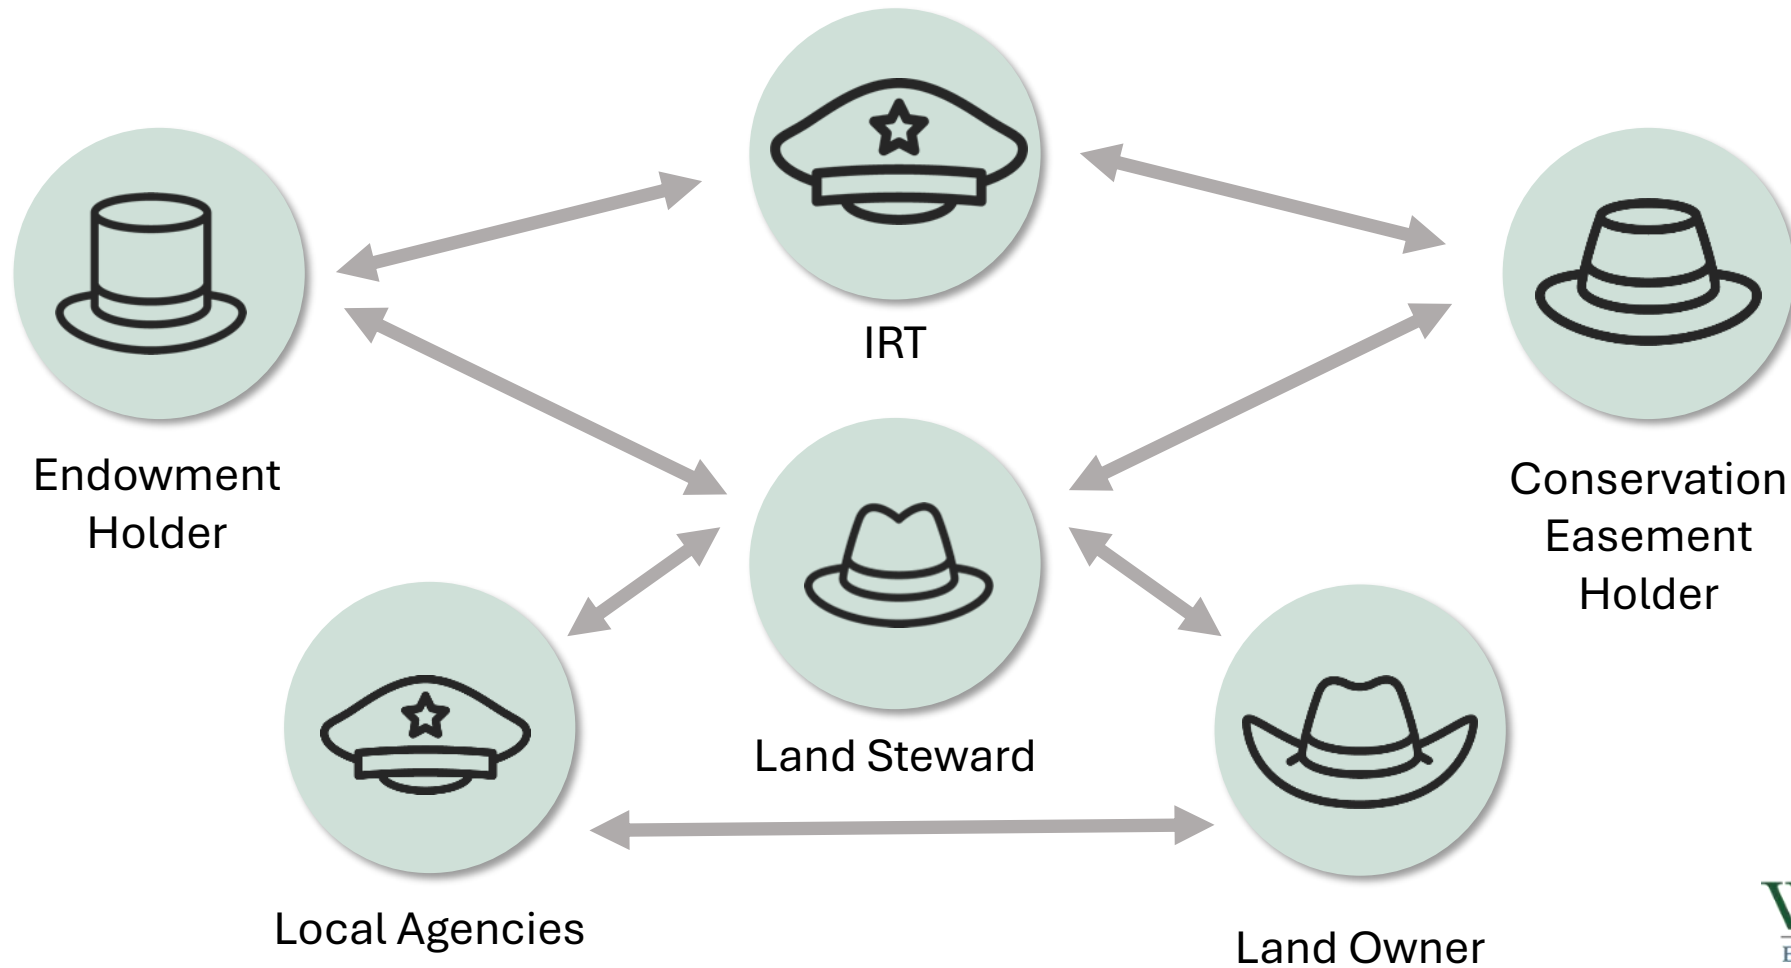 IRT
Endowment
Holder
Conservation
Easement
Holder
Land Steward
Local Agencies
Land Owner